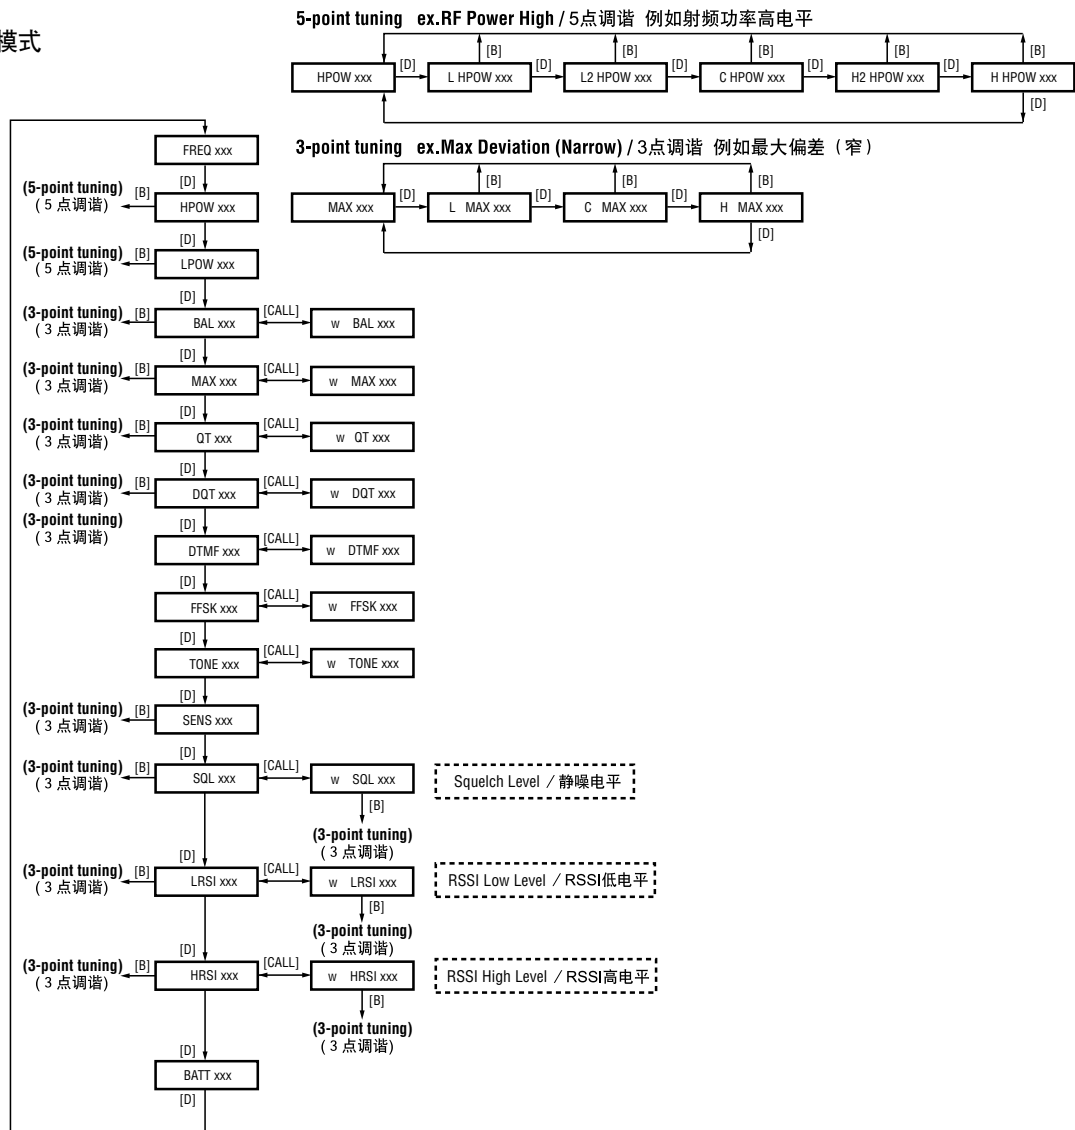 模式
5-point tuning ex.RF Power High / 5点调谐 例如射频功率高电平
[B] [B] [B] [B] [B]
[D] [D] [D] [D] [D]
HPOW xxx L HPOW xxx L2 HPOW xxx C HPOW xxx H2 HPOW xxx H HPOW xxx
[D]
3-point tuning ex.Max Deviation (Narrow) / 3点调谐 例如最大偏差（窄）
[B] [B] [B]
[D] [D] [D]
MAX xxx L MAX xxx C MAX xxx H MAX xxx
[D]
FREQ xxx
[D]
(5-point tuning) [B]
(5 点调谐)
HPOW xxx
[D]
(5-point tuning) [B]
(5 点调谐)
LPOW xxx
[D]
(3-point tuning) [B]
(3 点调谐)
BAL xxx [CALL] w BAL xxx
[D]
(3-point tuning) [B]
(3 点调谐)
MAX xxx [CALL] w MAX xxx
[D]
(3-point tuning) [B]
(3 点调谐)
QT xxx [CALL] w QT xxx
[D]
(3-point tuning) [B]
(3 点调谐)
DQT xxx [CALL] w DQT xxx
(3-point tuning)
(3 点调谐)
[D]
DTMF xxx [CALL] w DTMF xxx
[D]
FFSK xxx [CALL] w FFSK xxx
[D]
TONE xxx [CALL] w TONE xxx
[D]
(3-point tuning) [B]
(3 点调谐)
SENS xxx
[D]
(3-point tuning) [B]
(3 点调谐)
SQL xxx [CALL] w SQL xxx
Squelch Level / 静噪电平
[B]
(3-point tuning)
(3 点调谐)
[D]
(3-point tuning) [B]
(3 点调谐)
LRSI xxx [CALL] w LRSI xxx
RSSI Low Level / RSSI低电平
[B]
(3-point tuning)
(3 点调谐)
[D]
(3-point tuning) [B]
(3 点调谐)
HRSI xxx [CALL] w HRSI xxx
RSSI High Level / RSSI高电平
[B]
(3-point tuning)
(3 点调谐)
[D]
BATT xxx
[D]